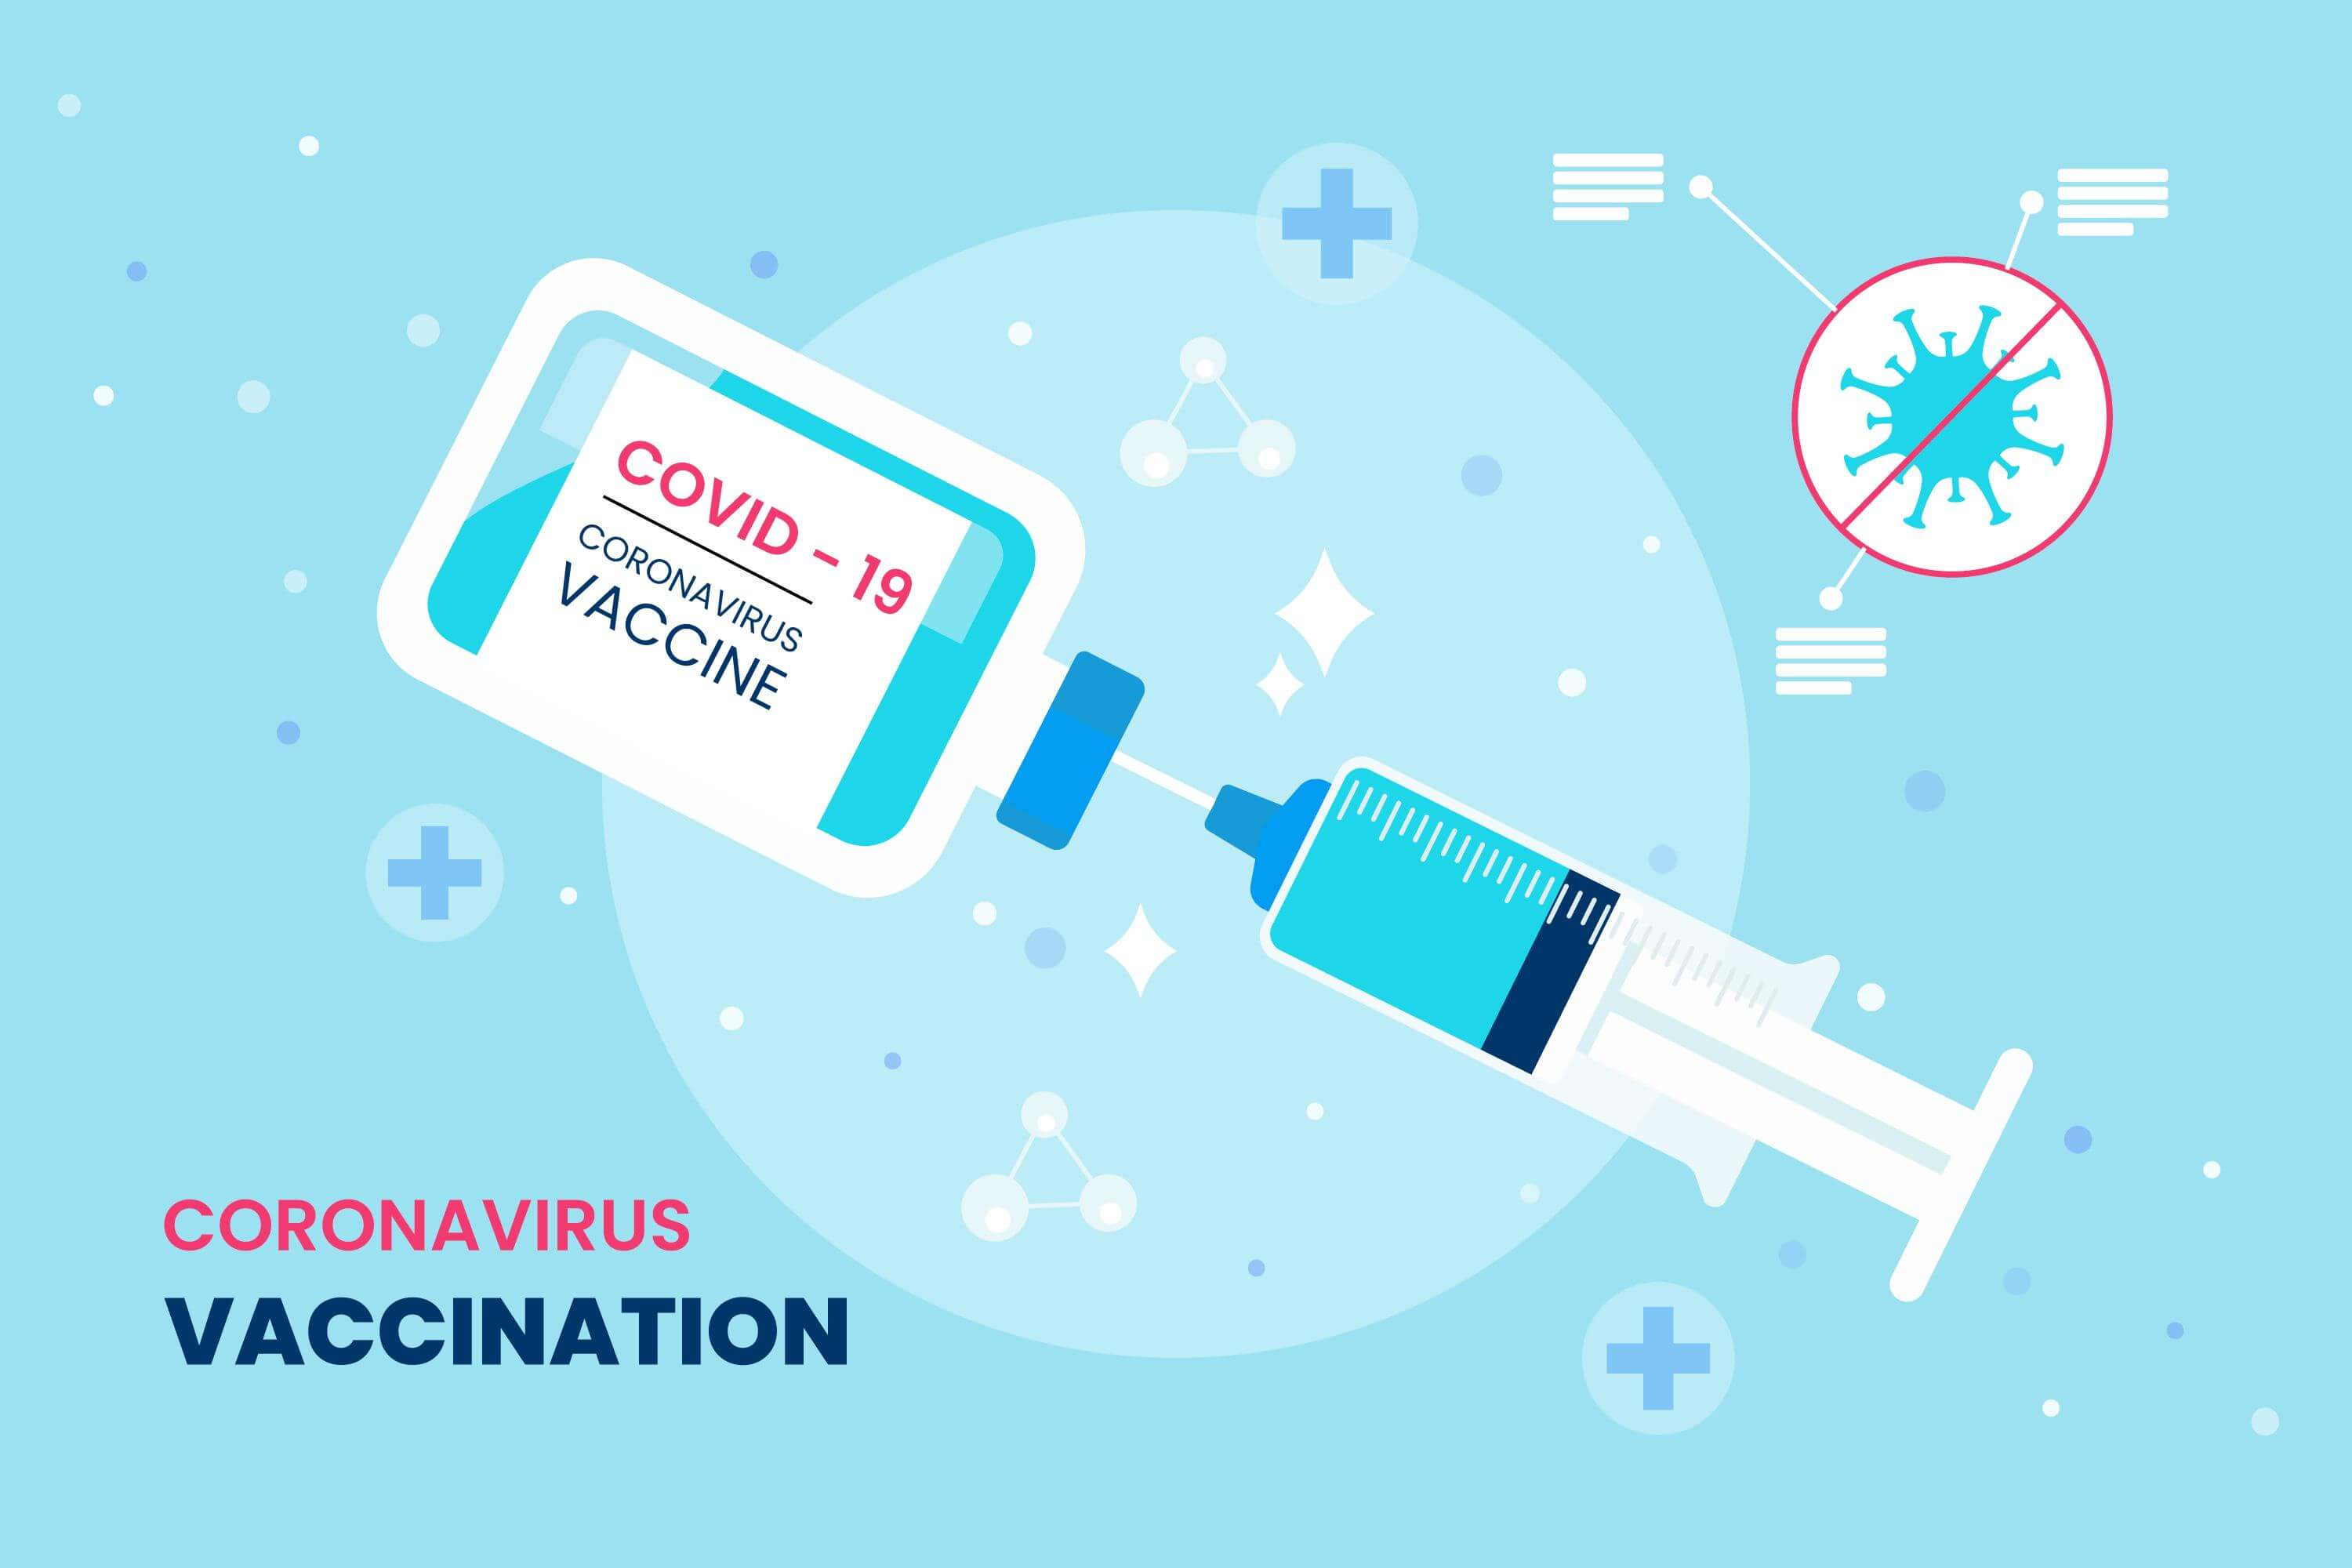 COVID - 19
CORONAVIRUS
VACCINE
CORONAVIRUS
VACCINATION